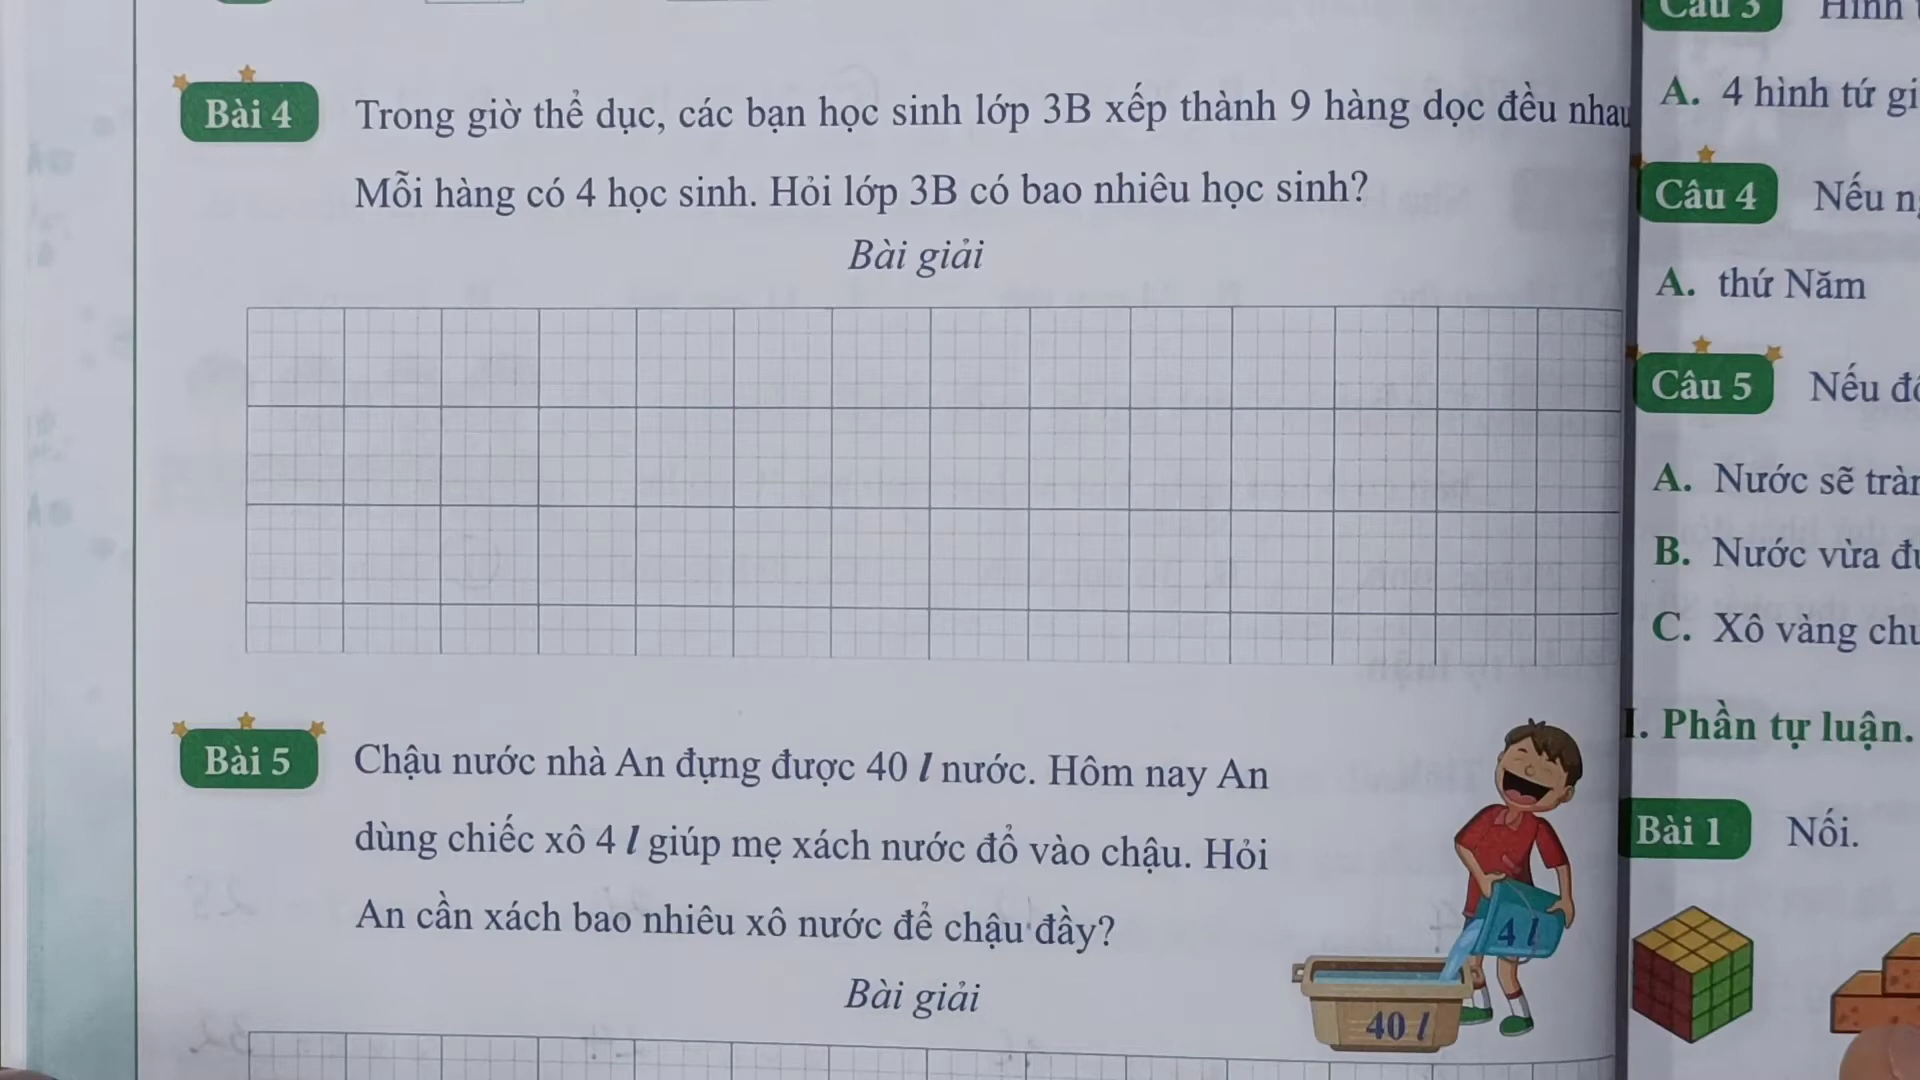 Bài 4 Trong giờ thể dục, các bạn học sinh lớp 3B xếp thành 9 hàng dọc đều nhau
Mỗi hàng có 4 học sinh. Hỏi lớp 3B có bao nhiêu học sinh?
Bài giải
Bài 5 Chậu nước nhà An đựng được 40 l nước. Hôm nay An
dùng chiếc xô 4 l giúp mẹ xách nước đổ vào chậu. Hỏi
An cần xách bao nhiêu xô nước để chậu đầy?
Bài giải
4 l
40 l
Câu 3 Hình
A. 4 hình tứ
Câu 4 Nếu
A. thứ Năm
Câu 5 Nếu
A. Nước sẽ
B. Nước vừa
C. Xô vàng
I. Phần tự luận.
Bài 1 Nối.